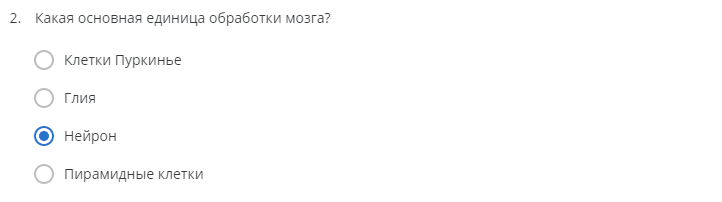 2. Какая основная единица обработки мозга?
Клетки Пуркинье
Глия
Нейрон
Пирамидные клетки